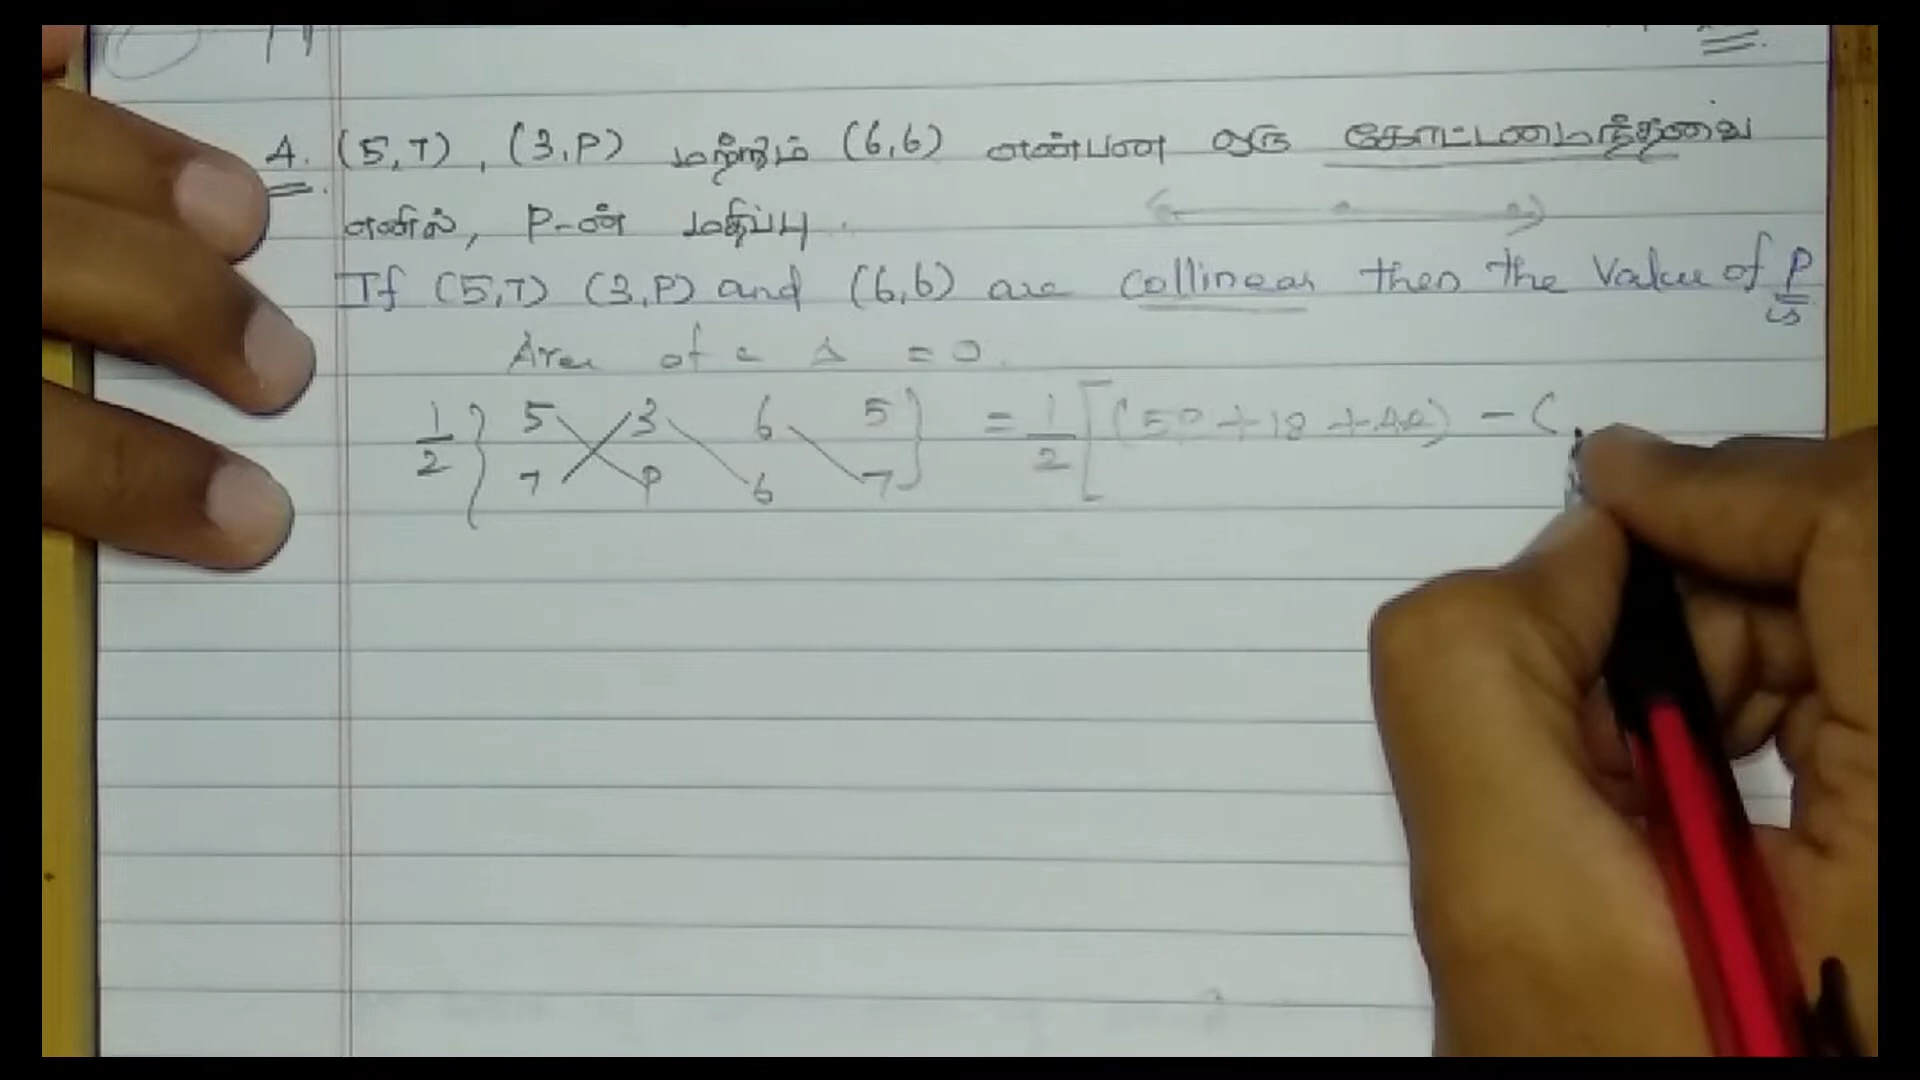 4. (5,7), (3,P) மற்றும் (6,6) என்பன ஒரு கோட்டமைந்தவை
எனில், P-ன் மதிப்பு.
If (5,7) (3,P) and (6,6) are collinear then the Value of P is
Area of a Δ = 0.
1/2 { 5 3 6 5 } = 1/2 [(5P + 18 + 42) - (
7 P 6 7